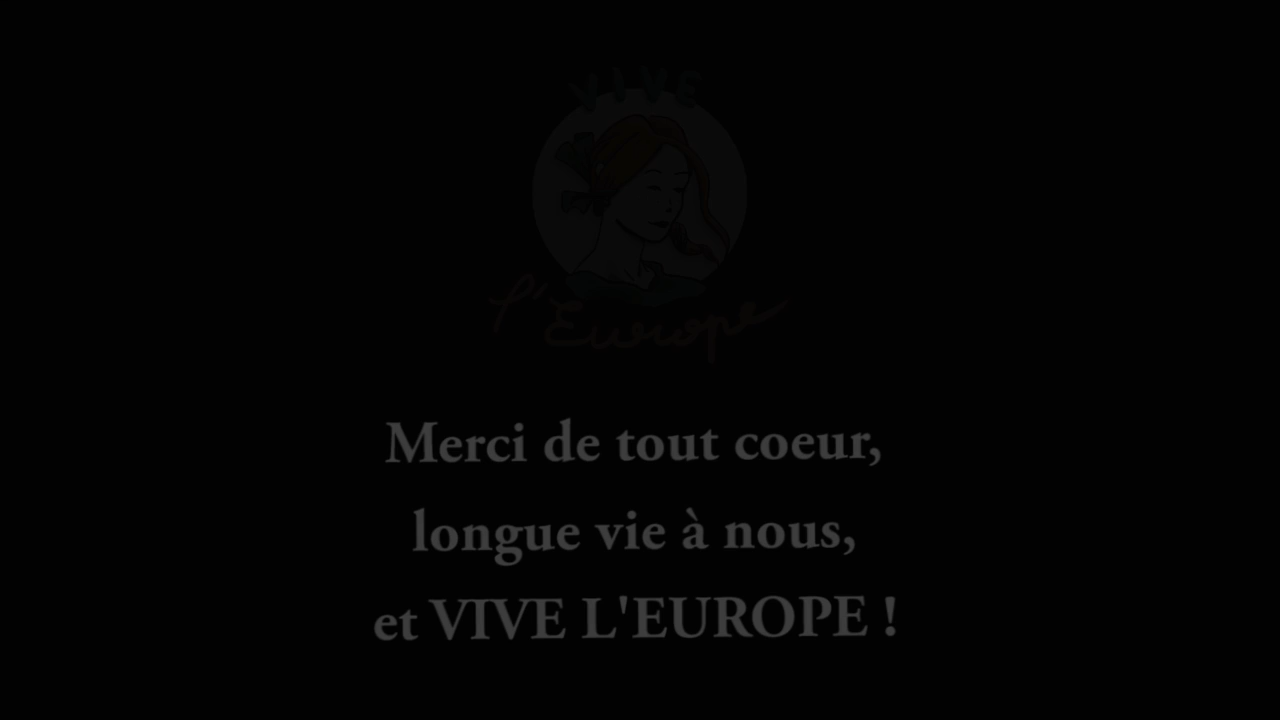 VIVE
l'Europe
Merci de tout coeur,
longue vie à nous,
et VIVE L'EUROPE !